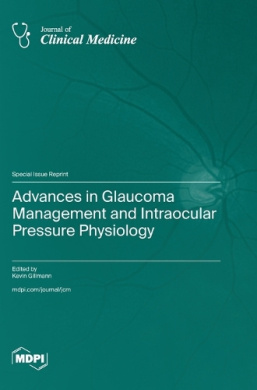 Journal of
Clinical Medicine
Special Issue Reprint
Advances in Glaucoma
Management and Intraocular
Pressure Physiology
Edited by
Kevin Gillmann
mdpi.com/journal/jcm
MDPI